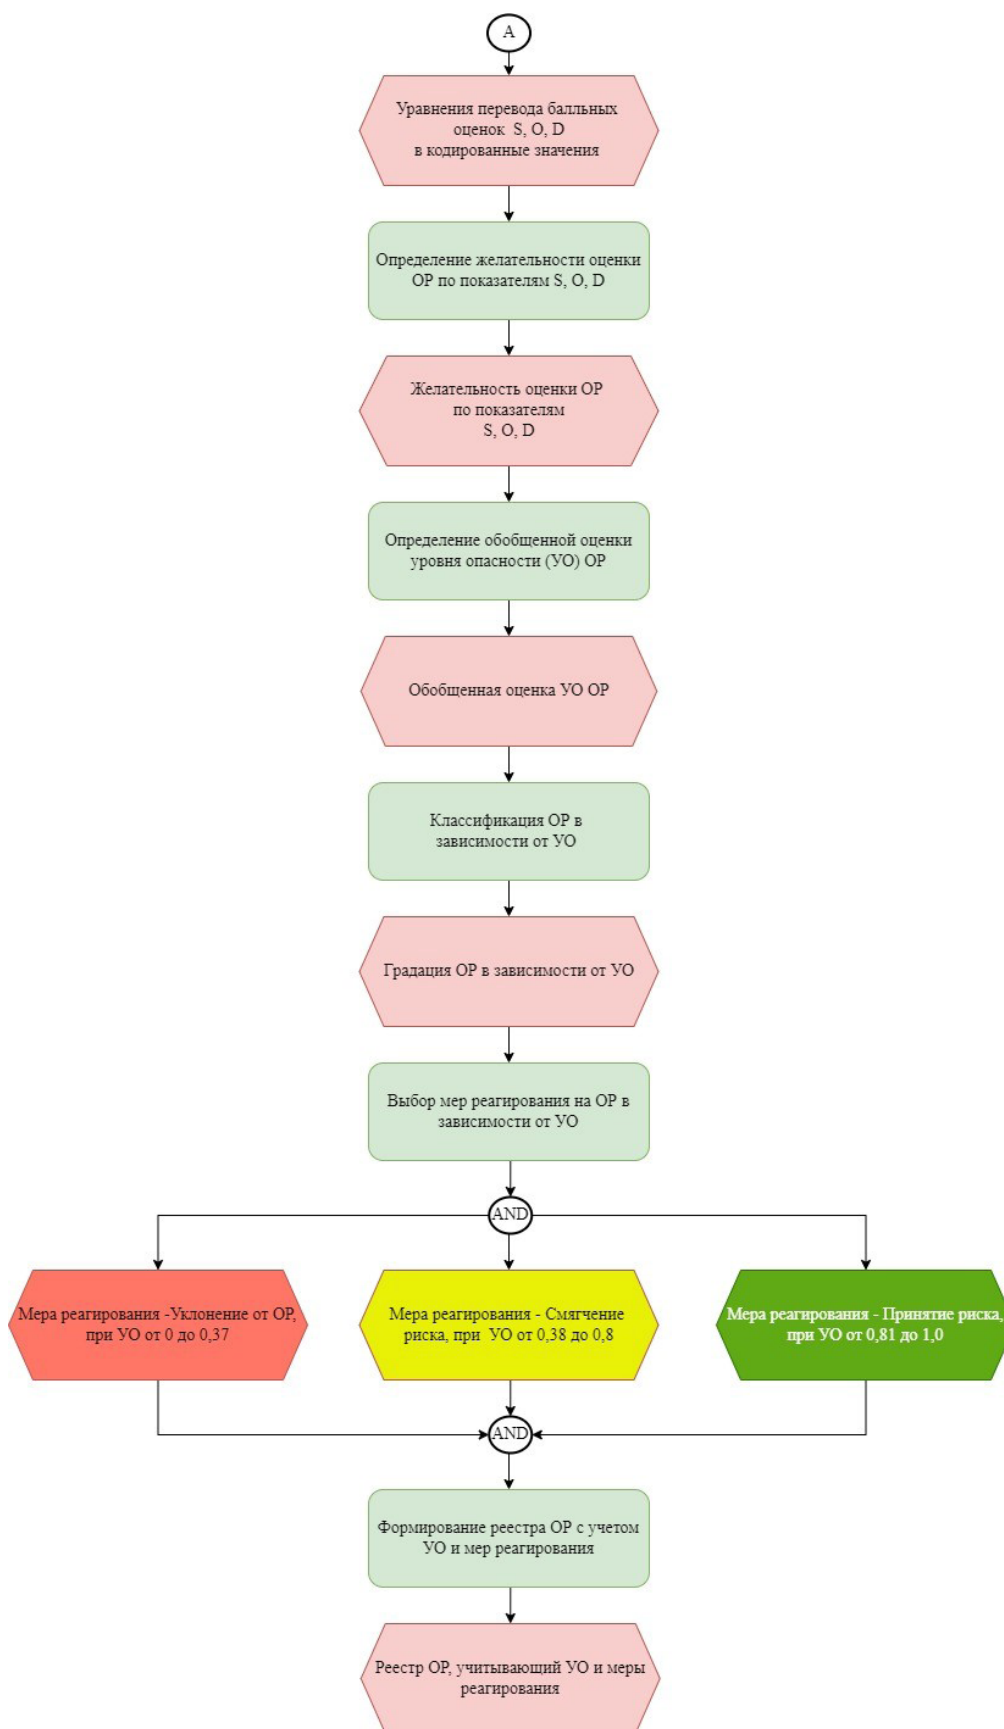 A
Уравнения перевода балльных
оценок S, O, D
в кодированные значения
Определение желательности оценки
ОР по показателям S, O, D
Желательность оценки ОР
по показателям
S, O, D
Определение обобщенной оценки
уровня опасности (УО) ОР
Обобщенная оценка УО ОР
Классификация ОР в
зависимости от УО
Градация ОР в зависимости от УО
Выбор мер реагирования на ОР в
зависимости от УО
AND
Мера реагирования -Уклонение от ОР,
при УО от 0 до 0,37
Мера реагирования - Смягчение
риска, при УО от 0,38 до 0,8
Мера реагирования - Принятие риска,
при УО от 0,81 до 1,0
AND
Формирование реестра ОР с учетом
УО и мер реагирования
Реестр ОР, учитывающий УО и меры
реагирования